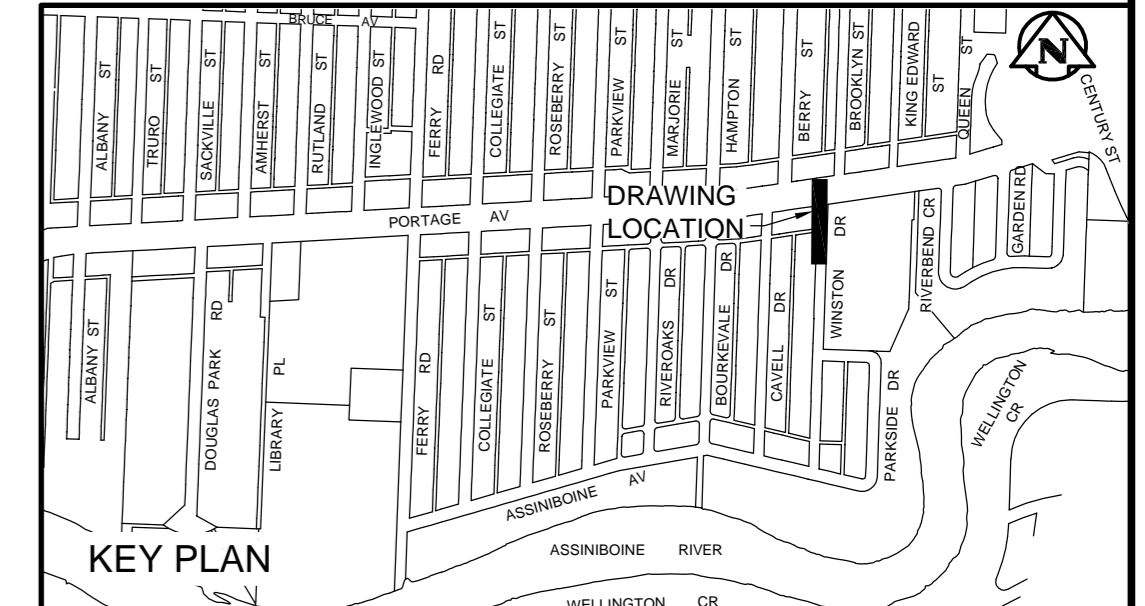 BRUCE AV
N
CENTURY ST
ALBANY ST
TRURO ST
SACKVILLE ST
AMHERST ST
RUTLAND ST
INGLEWOOD ST
FERRY RD
COLLEGIATE ST
ROSEBERRY ST
PARKVIEW ST
MARJORIE ST
HAMPTON ST
BERRY ST
BROOKLYN ST
KING EDWARD ST
QUEEN ST
DRAWING
LOCATION
PORTAGE AV
ALBANY ST
DOUGLAS PARK RD
LIBRARY PL
FERRY RD
COLLEGIATE ST
ROSEBERRY ST
PARKVIEW ST
RIVEROAKS DR
BOURKEVALE DR
CAVELL DR
WINSTON DR
RIVERBEND CR
GARDEN RD
PARKSIDE DR
WELLINGTON CR
ASSINIBOINE AV
ASSINIBOINE RIVER
KEY PLAN
WELLINGTON CR